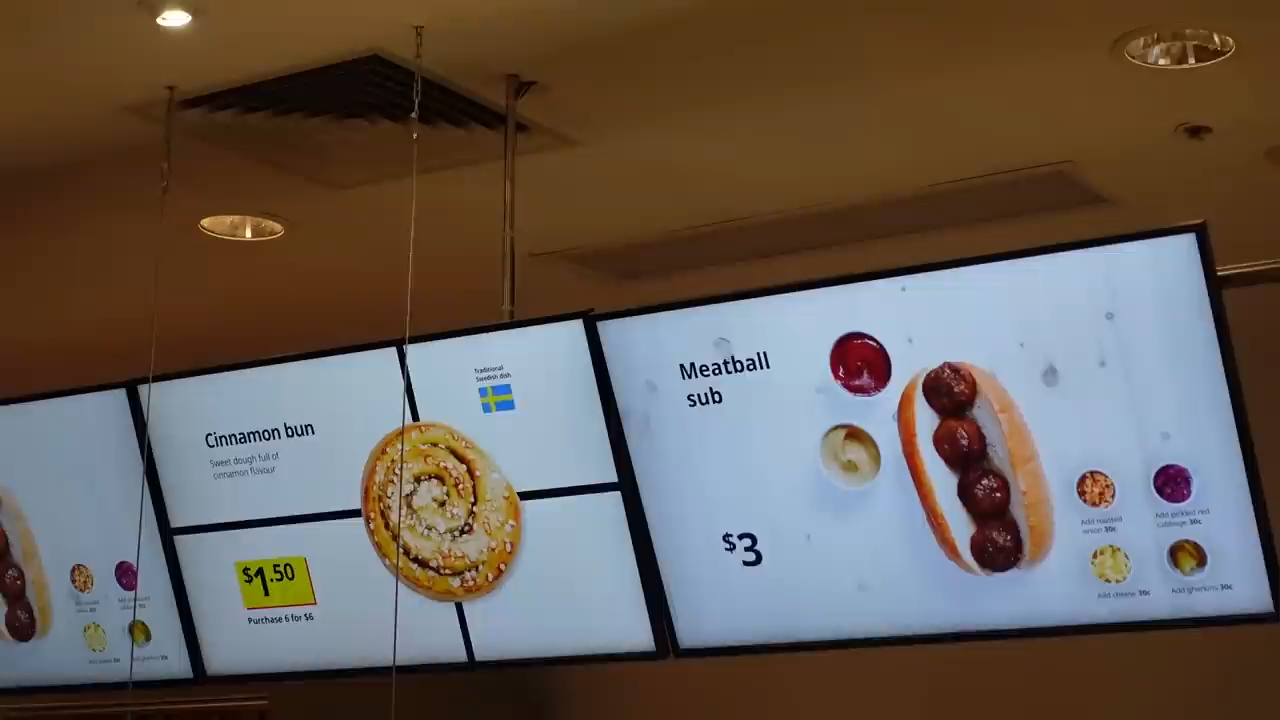 Cinnamon bun
Sweet dough full of
cinnamon flavour
$1.50
Purchase 6 for $6
Traditional
Swedish dish
Meatball
sub
$3
Add roasted
onion 30c
Add pickled red
cabbage 30c
Add cheese 30c
Add gherkins 30c